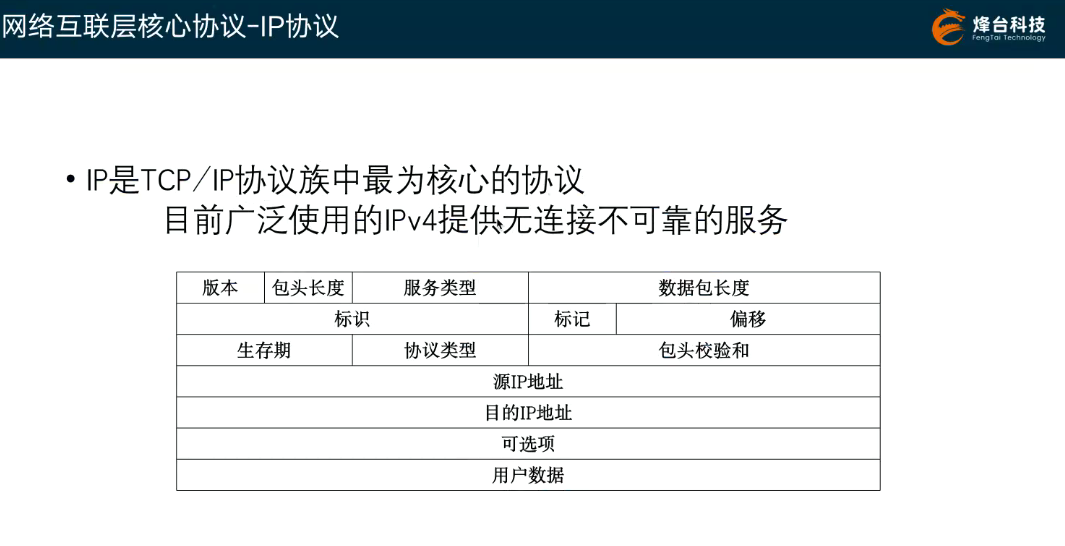 网络互联层核心协议-IP协议
烽台科技
FengTai Technology
• IP是TCP/IP协议族中最为核心的协议
目前广泛使用的IPv4提供无连接不可靠的服务
版本 包头长度 服务类型 数据包长度
标识 标记 偏移
生存期 协议类型 包头校验和
源IP地址
目的IP地址
可选项
用户数据